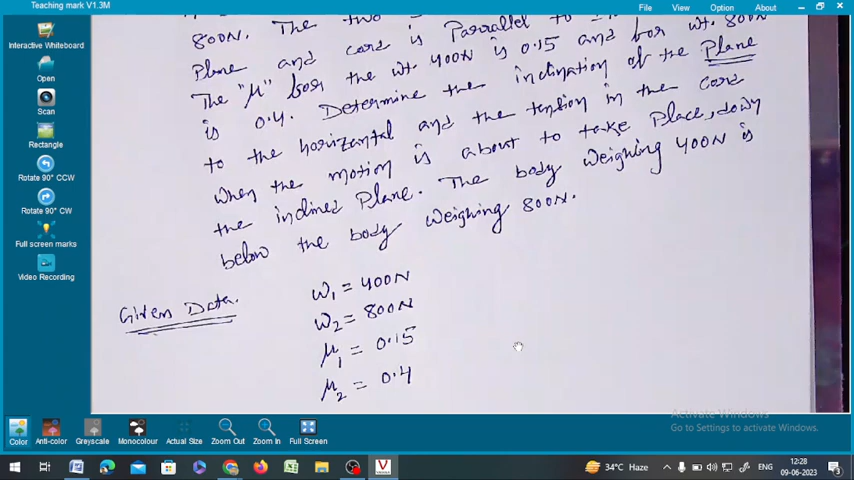 Teaching mark V1.3M
File View Option About
Interactive Whiteboard
Open
Scan
Rectangle
Rotate 90° CCW
Rotate 90° CW
Full screen marks
Video Recording
800N. The two
Plane and cord is Parrallel to
The "μ" for the wt. 400N is 0.15 and for wt. 800N
is 0.4. Determine the inclination of the Plane
to the horizental and the tention in the cord
when the motion is about to take Place, down
the inclined Plane. The body weighing 400N is
below the body weighing 800N.
Given Data.
W1 = 400N
W2 = 800N
μ1 = 0.15
μ2 = 0.4
Activate Windows
Go to Settings to activate Windows.
Color Anti-color Greyscale Monocolour Actual Size Zoom Out Zoom In Full Screen
34°C Haze ENG 12:28 09-06-2023 3